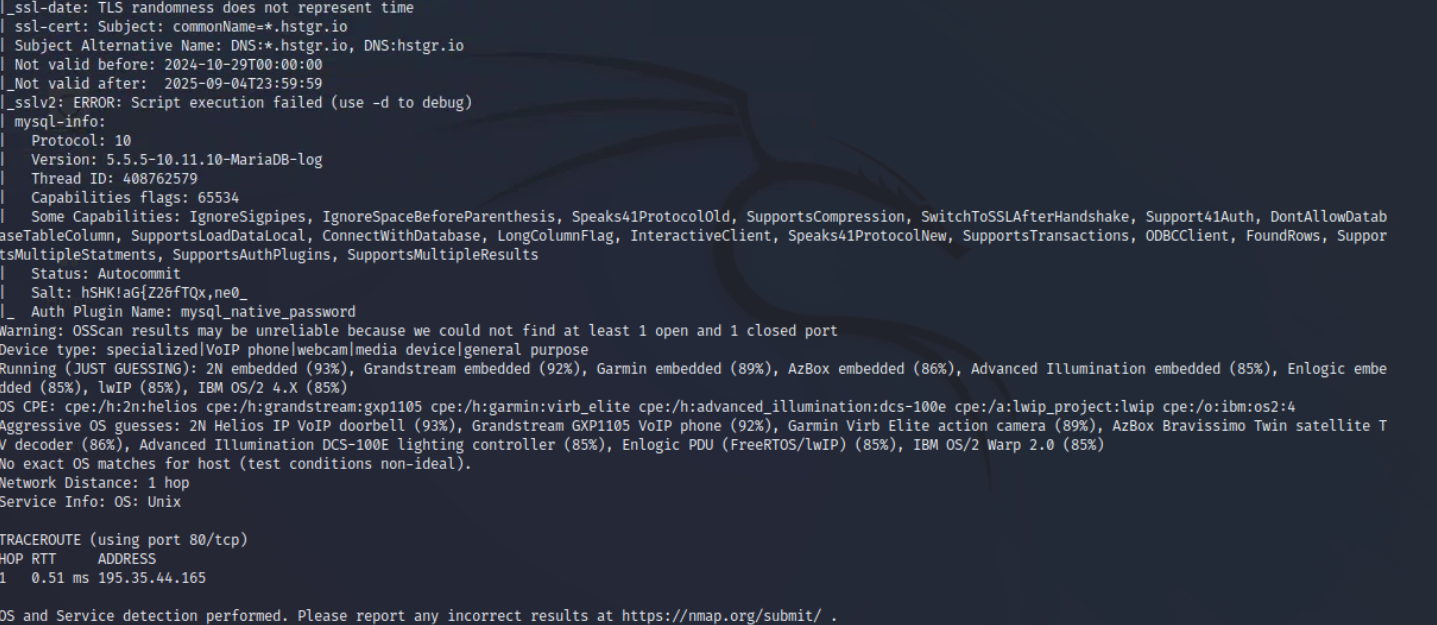 |_ssl-date: TLS randomness does not represent time
| ssl-cert: Subject: commonName=*.hstgr.io
| Subject Alternative Name: DNS:*.hstgr.io, DNS:hstgr.io
| Not valid before: 2024-10-29T00:00:00
|_Not valid after:  2025-09-04T23:59:59
|_sslv2: ERROR: Script execution failed (use -d to debug)
| mysql-info:
|   Protocol: 10
|   Version: 5.5.5-10.11.10-MariaDB-log
|   Thread ID: 408762579
|   Capabilities flags: 65534
|   Some Capabilities: IgnoreSigpipes, IgnoreSpaceBeforeParenthesis, Speaks41ProtocolOld, SupportsCompression, SwitchToSSLAfterHandshake, Support41Auth, DontAllowDatab
aseTableColumn, SupportsLoadDataLocal, ConnectWithDatabase, LongColumnFlag, InteractiveClient, Speaks41ProtocolNew, SupportsTransactions, ODBCClient, FoundRows, Suppor
tsMultipleStatments, SupportsAuthPlugins, SupportsMultipleResults
|   Status: Autocommit
|   Salt: hSHK!aG{Z2&fTQx,ne0_
|_  Auth Plugin Name: mysql_native_password
Warning: OSScan results may be unreliable because we could not find at least 1 open and 1 closed port
Device type: specialized|VoIP phone|webcam|media device|general purpose
Running (JUST GUESSING): 2N embedded (93%), Grandstream embedded (92%), Garmin embedded (89%), AzBox embedded (86%), Advanced Illumination embedded (85%), Enlogic embe
dded (85%), lwIP (85%), IBM OS/2 4.X (85%)
OS CPE: cpe:/h:2n:helios cpe:/h:grandstream:gxp1105 cpe:/h:garmin:virb_elite cpe:/h:advanced_illumination:dcs-100e cpe:/a:lwip_project:lwip cpe:/o:ibm:os2:4
Aggressive OS guesses: 2N Helios IP VoIP doorbell (93%), Grandstream GXP1105 VoIP phone (92%), Garmin Virb Elite action camera (89%), AzBox Bravissimo Twin satellite T
V decoder (86%), Advanced Illumination DCS-100E lighting controller (85%), Enlogic PDU (FreeRTOS/lwIP) (85%), IBM OS/2 Warp 2.0 (85%)
No exact OS matches for host (test conditions non-ideal).
Network Distance: 1 hop
Service Info: OS: Unix
TRACEROUTE (using port 80/tcp)
HOP RTT     ADDRESS
1   0.51 ms 195.35.44.165
OS and Service detection performed. Please report any incorrect results at https://nmap.org/submit/ .